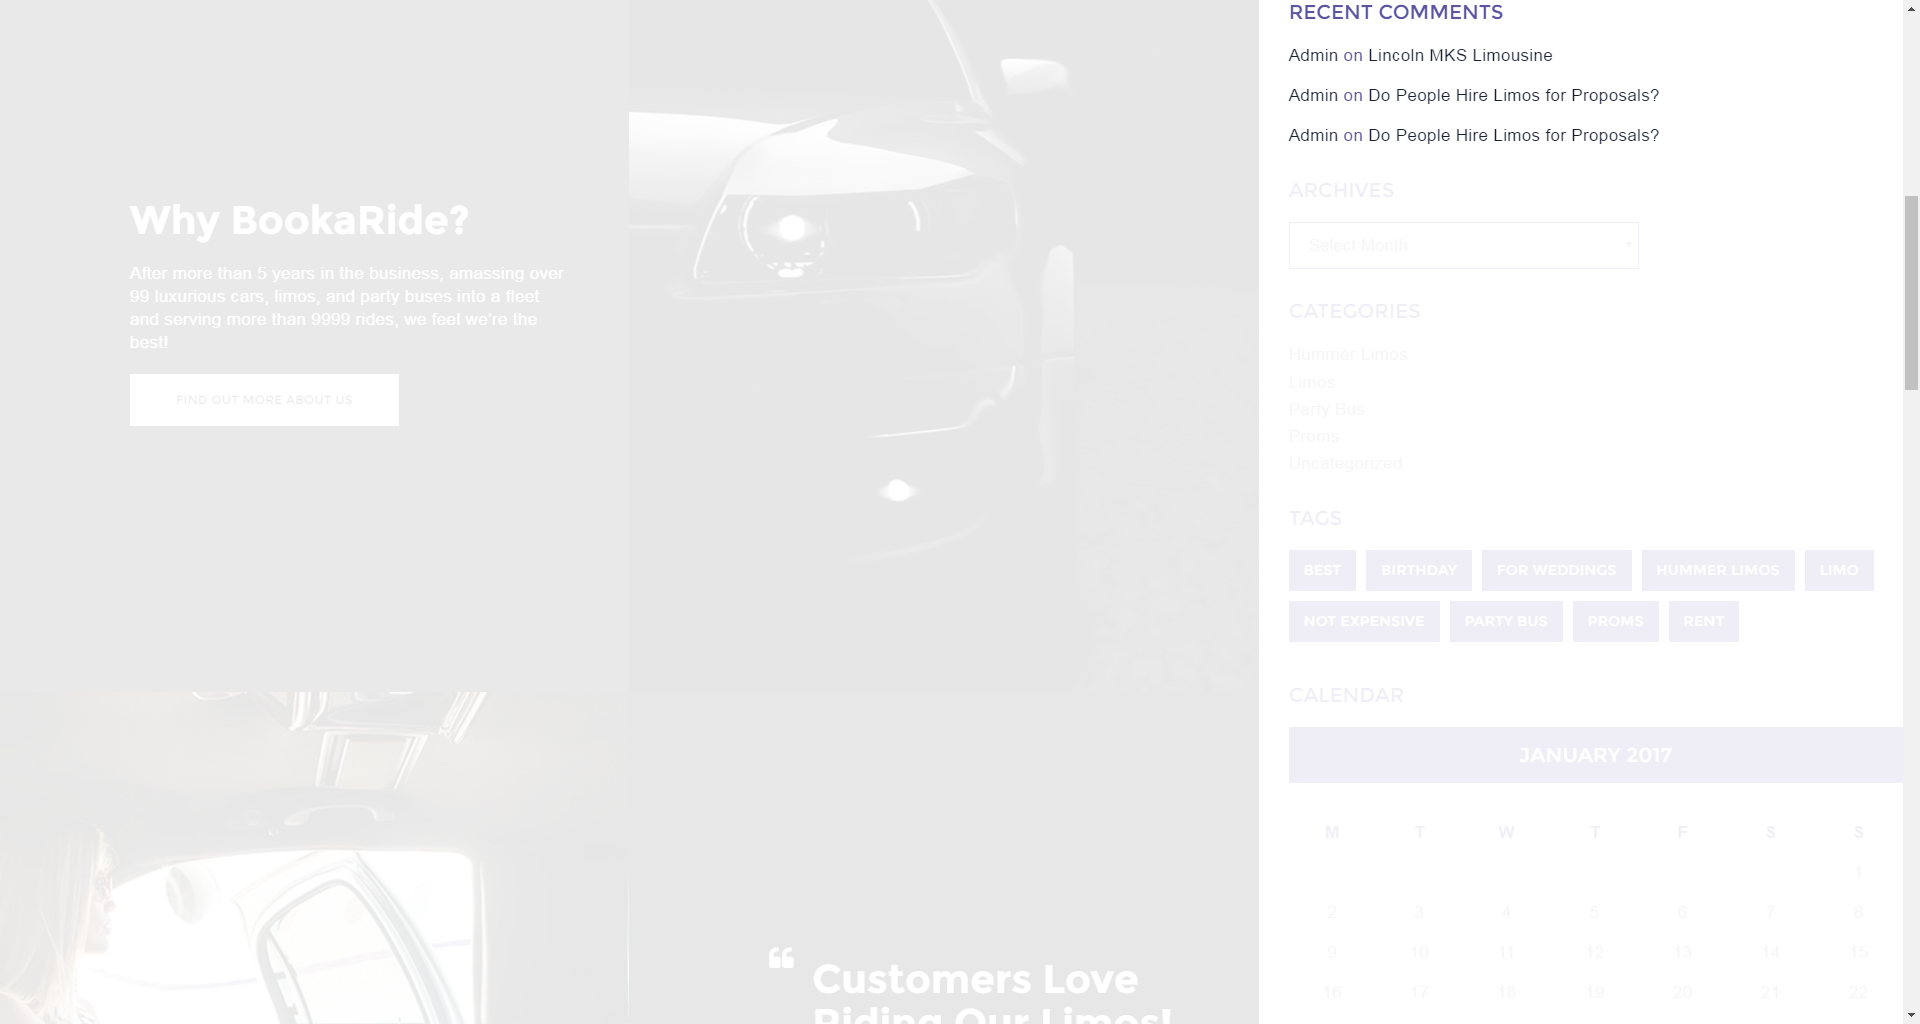 Why BookaRide?
After more than 5 years in the business, amassing over
99 luxurious cars, limos, and party buses into a fleet
and serving more than 9999 rides, we feel we're the
best!
FIND OUT MORE ABOUT US
Customers Love
Riding Our Limos!
RECENT COMMENTS
Admin on Lincoln MKS Limousine
Admin on Do People Hire Limos for Proposals?
Admin on Do People Hire Limos for Proposals?
ARCHIVES
Select Month
CATEGORIES
Hummer Limos
Limos
Party Bus
Proms
Uncategorized
TAGS
BEST BIRTHDAY FOR WEDDINGS HUMMER LIMOS LIMO
NOT EXPENSIVE PARTY BUS PROMS RENT
CALENDAR
JANUARY 2017
M T W T F S S
1
2 3 4 5 6 7 8
9 10 11 12 13 14 15
16 17 18 19 20 21 22